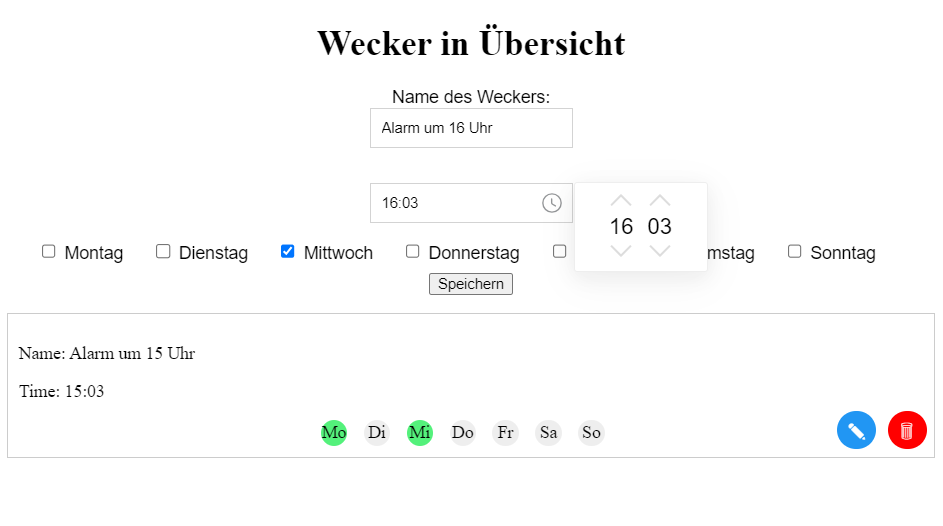 Wecker in Übersicht
Name des Weckers:
Alarm um 16 Uhr
16:03
16 03
Montag Dienstag Mittwoch Donnerstag mstag Sonntag
Speichern
Name: Alarm um 15 Uhr
Time: 15:03
Mo Di Mi Do Fr Sa So